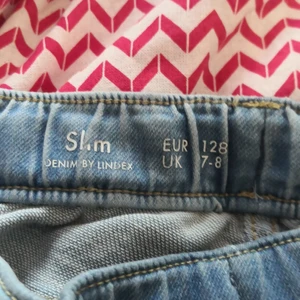 Slim
DENIM BY LINDEX
EUR 128
UK 7-8